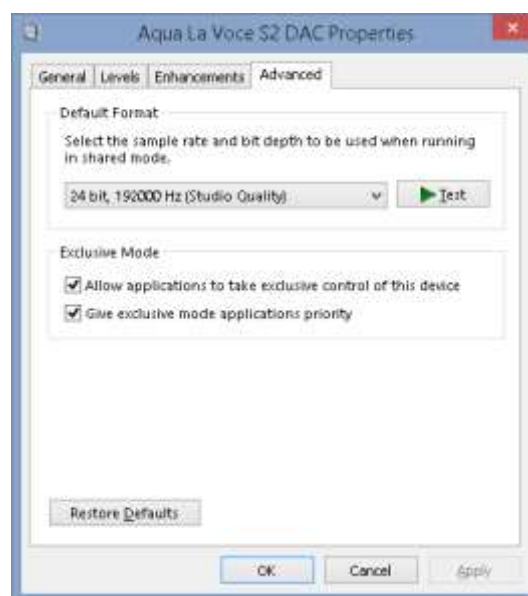 Aqua La Voce S2 DAC Properties
General Levels Enhancements Advanced
Default Format
Select the sample rate and bit depth to be used when running
in shared mode.
24 bit, 192000 Hz (Studio Quality)
Test
Exclusive Mode
Allow applications to take exclusive control of this device
Give exclusive mode applications priority
Restore Defaults
OK Cancel Apply